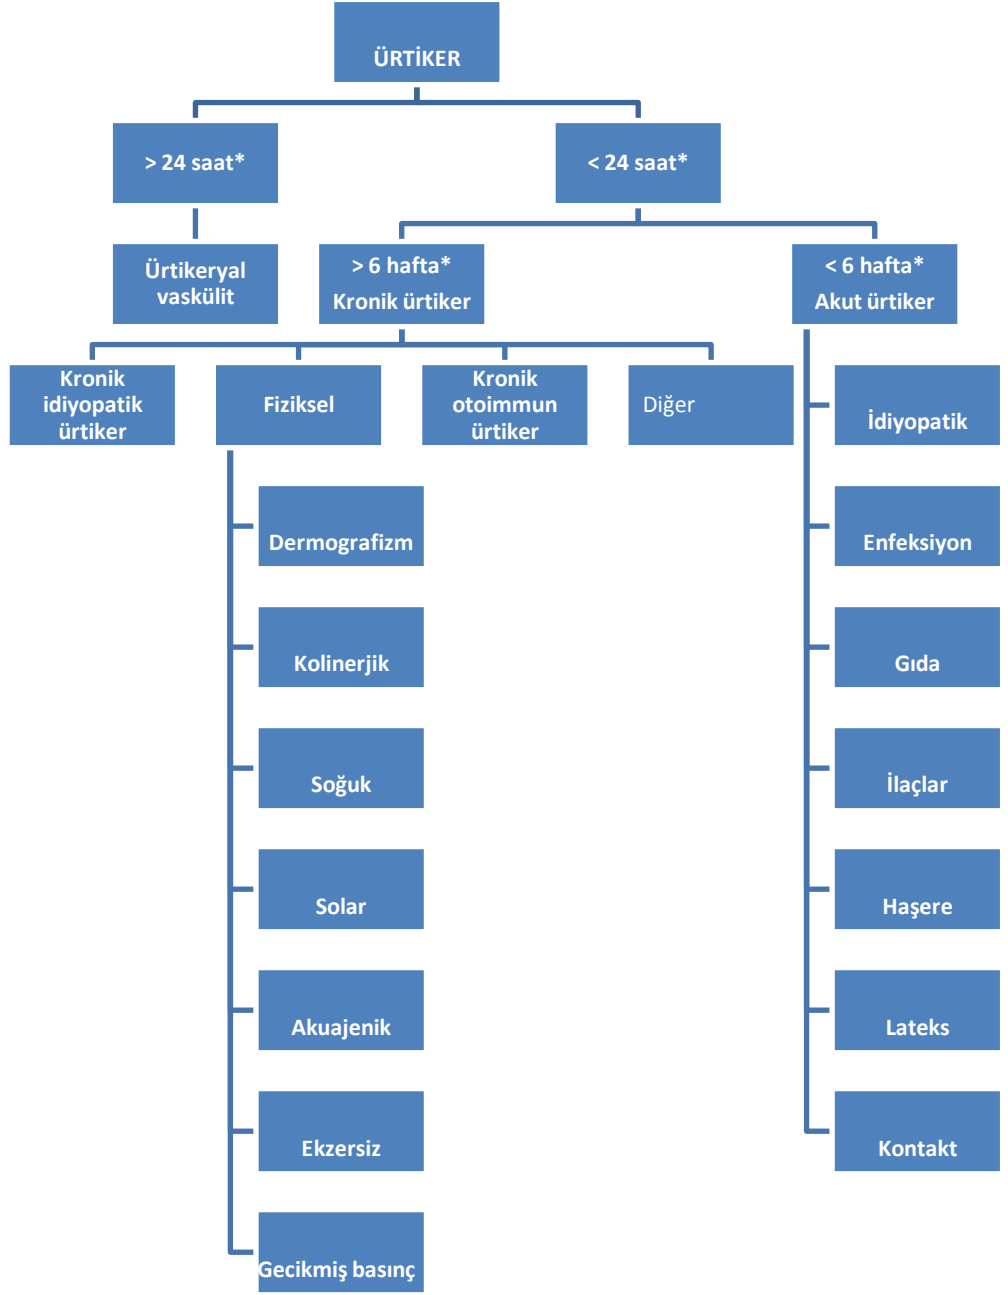 ÜRTİKER
> 24 saat*
< 24 saat*
Ürtikeryal
vaskülit
> 6 hafta*
Kronik ürtiker
< 6 hafta*
Akut ürtiker
Kronik
idiyopatik
ürtiker
Fiziksel
Kronik
otoimmun
ürtiker
Diğer
Dermografizm
Kolinerjik
Soğuk
Solar
Akuajenik
Ekzersiz
Gecikmiş basınç
İdiyopatik
Enfeksiyon
Gıda
İlaçlar
Haşere
Lateks
Kontakt